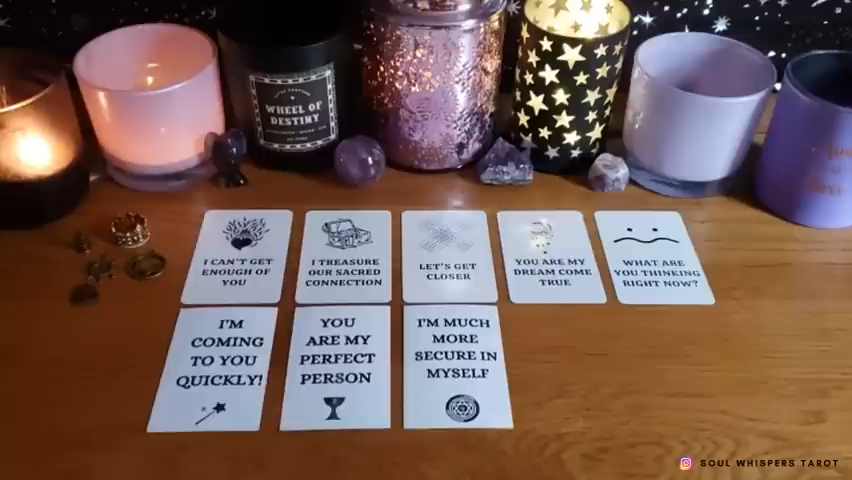 WHEEL OF
DESTINY
I CAN'T GET
ENOUGH OF
YOU
I TREASURE
OUR SACRED
CONNECTION
LET'S GET
CLOSER
YOU ARE MY
DREAM COME
TRUE
WHAT ARE
YOU THINKING
RIGHT NOW?
I'M
COMING
TO YOU
QUICKLY!
YOU
ARE MY
PERFECT
PERSON
I'M MUCH
MORE
SECURE IN
MYSELF
SOUL WHISPERS TAROT